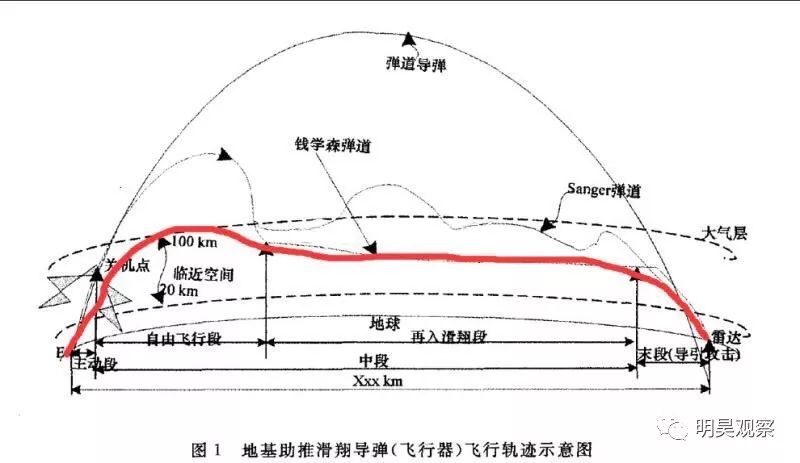 弹道导弹
钱学森弹道
Sanger弹道
大气层
100 km
关机点
临近空间
20 km
地球
雷达
主动段
自由飞行段
再入滑翔段
末段(导引攻击)
中段
Xxx km
明昊观察
图 1 地基助推滑翔导弹(飞行器)飞行轨迹示意图